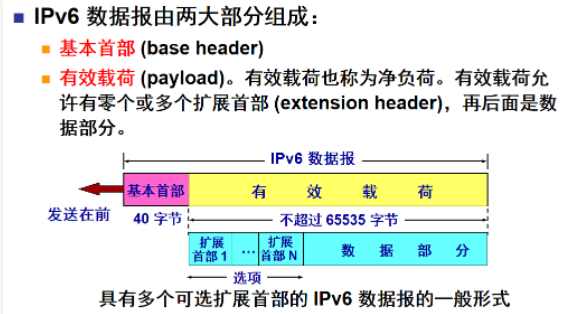 IPv6 数据报由两大部分组成：
基本首部 (base header)
有效载荷 (payload)。有效载荷也称为净负荷。有效载荷允
许有零个或多个扩展首部 (extension header)，再后面是数
据部分。
IPv6 数据报
基本首部
有 效 载 荷
发送在前
40 字节
不超过 65535 字节
扩展
首部 1
…
扩展
首部 N
数 据 部 分
选项
具有多个可选扩展首部的 IPv6 数据报的一般形式